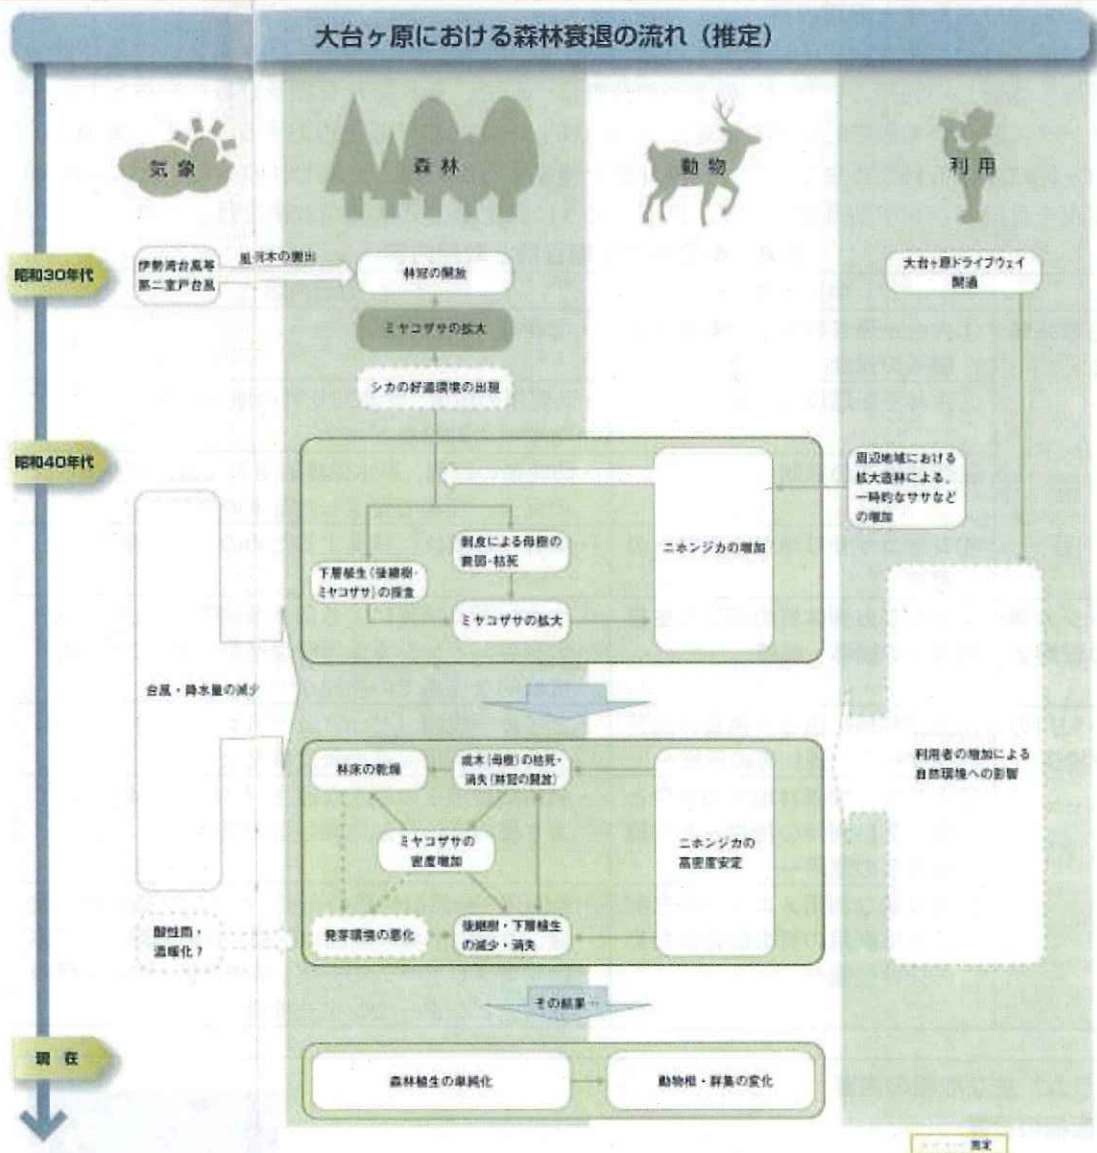 大台ヶ原における森林衰退の流れ（推定）
気象
森林
動物
利用
昭和30年代
伊勢湾台風等
第二室戸台風
風倒木の搬出
林冠の開放
大台ヶ原ドライブウェイ
開通
ミヤコザサの拡大
シカの好適環境の出現
昭和40年代
周辺地域における
拡大造林による、
一時的なササなど
の増加
剥皮による母樹の
衰弱・枯死
ニホンジカの増加
下層植生(後継樹・
ミヤコザサ)の採食
ミヤコザサの拡大
台風・降水量の減少
利用者の増加による
自然環境への影響
林床の乾燥
成木(母樹)の枯死・
消失(林冠の開放)
ミヤコザサの
密度増加
ニホンジカの
高密度安定
酸性雨・
温暖化？
発芽環境の悪化
後継樹・下層植生
の減少・消失
その結果…
現在
森林植生の単純化
動物相・群集の変化
推定